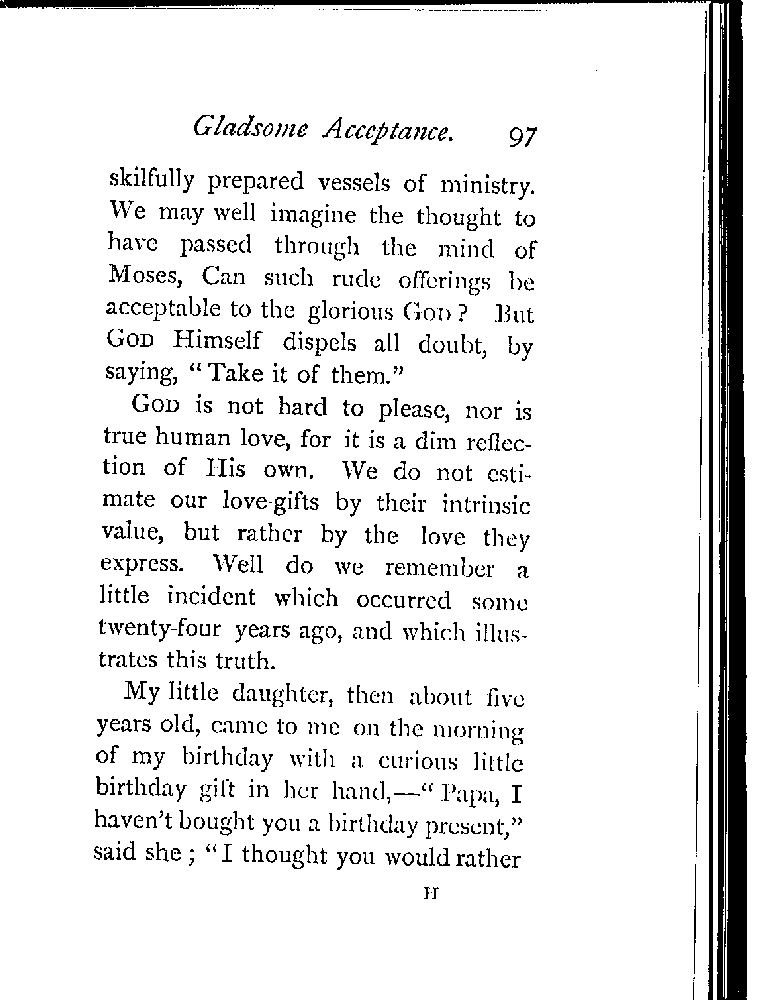 Gladsome Acceptance. 97
skilfully prepared vessels of ministry.
We may well imagine the thought to
have passed through the mind of
Moses, Can such rude offerings be
acceptable to the glorious GOD? But
GOD Himself dispels all doubt, by
saying, "Take it of them."
GOD is not hard to please, nor is
true human love, for it is a dim reflec-
tion of His own. We do not esti-
mate our love-gifts by their intrinsic
value, but rather by the love they
express. Well do we remember a
little incident which occurred some
twenty-four years ago, and which illus-
trates this truth.
My little daughter, then about five
years old, came to me on the morning
of my birthday with a curious little
birthday gift in her hand,—"Papa, I
haven't bought you a birthday present,"
said she; "I thought you would rather
H